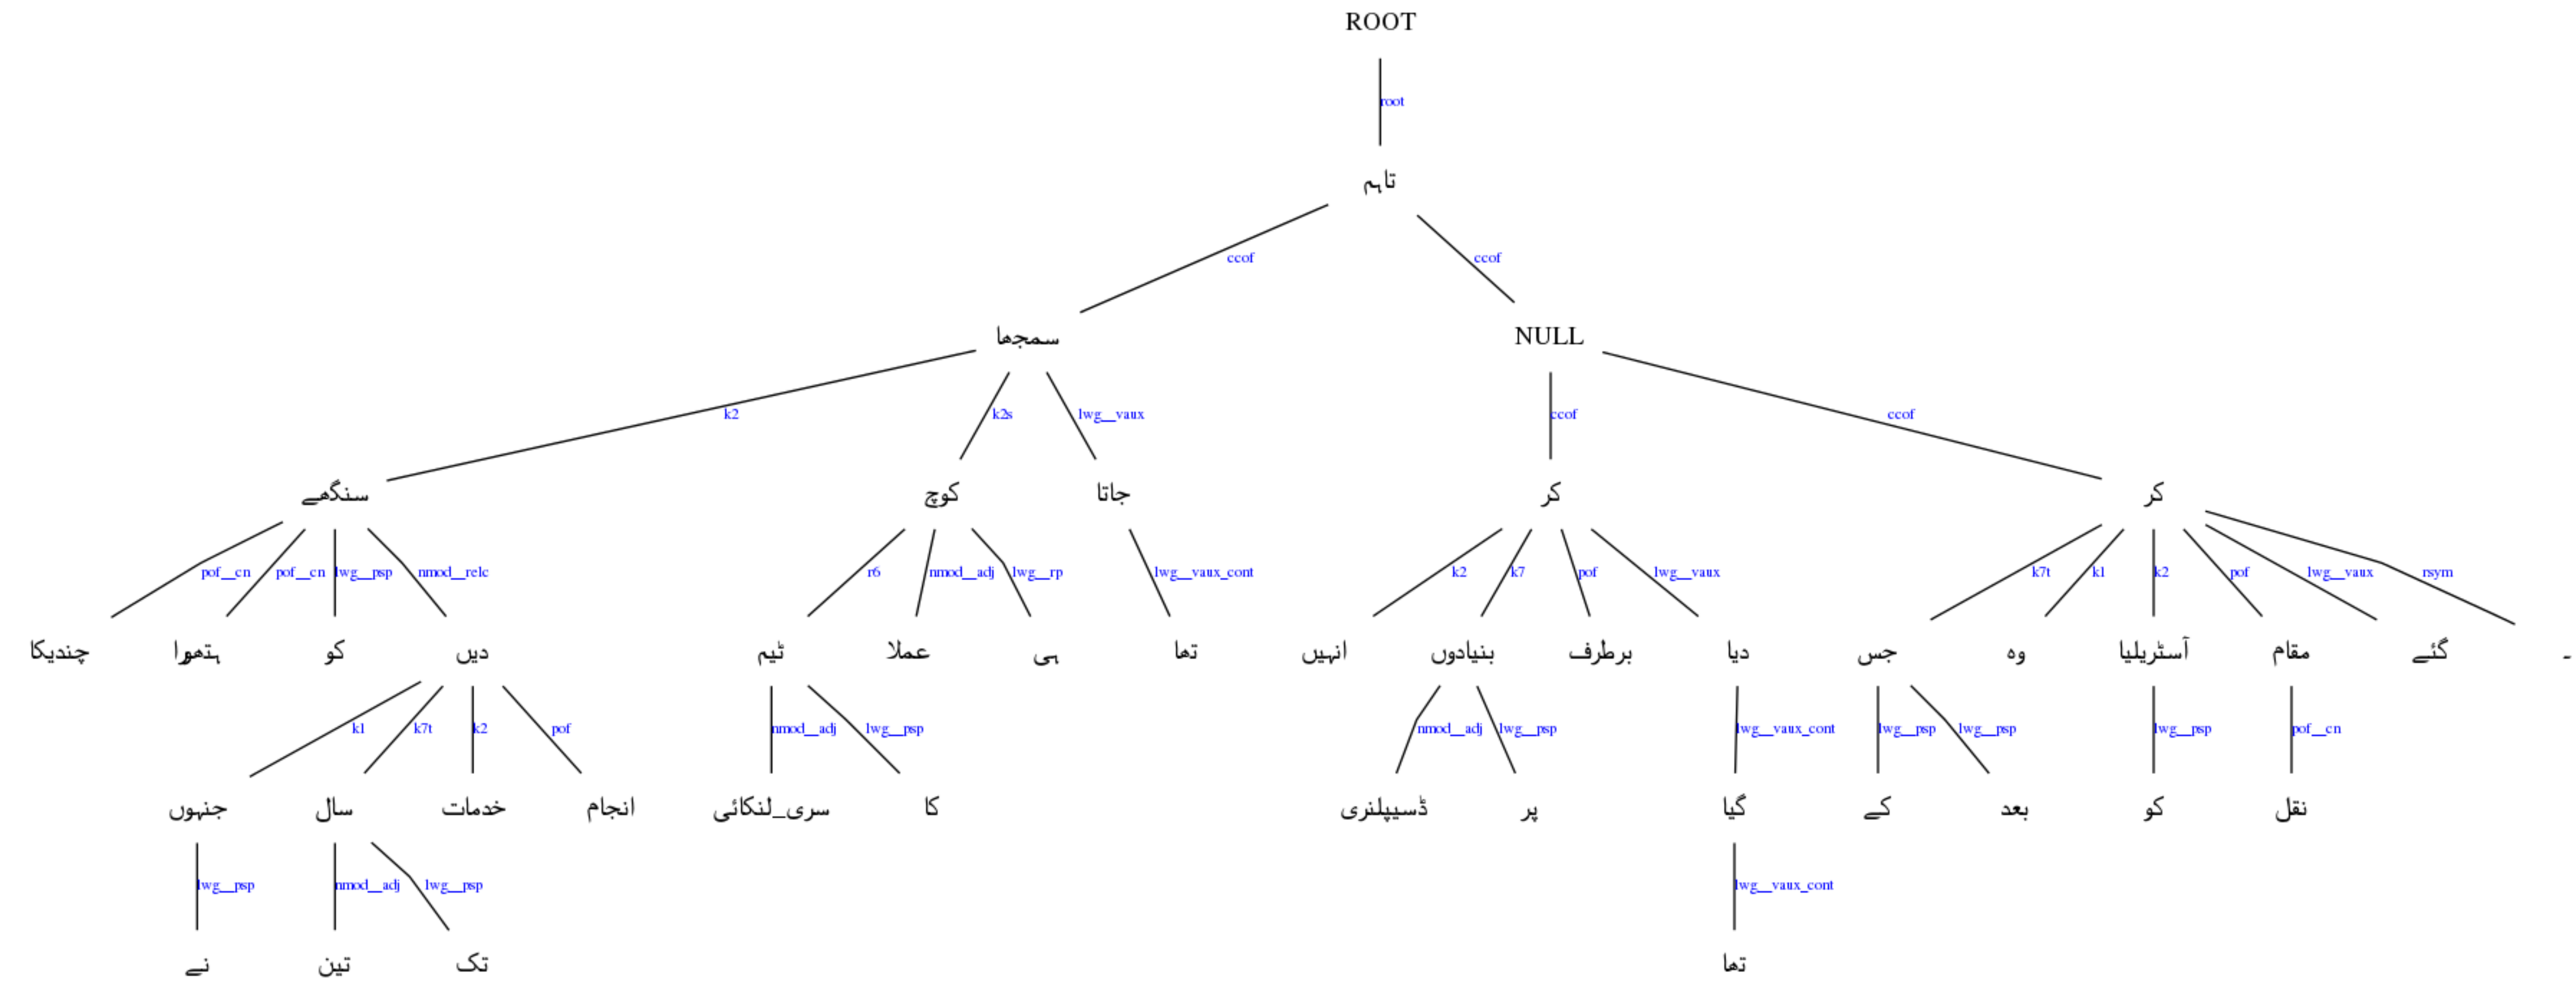 ROOT
root
تاہم
ccof ccof
سمجھا NULL
k2 k2s lwg__vaux ccof ccof
سنگھے کوچ جاتا کر کر
pof__cn pof__cn lwg__psp nmod__relc r6 nmod__adj lwg__rp lwg__vaux_cont k2 k7 pof lwg__vaux k7t k1 k2 pof lwg__vaux rsym
چندیکا ہتھورا کو دیں ٹیم عملا ہی تھا انہیں بنیادوں برطرف دیا جس وہ آسٹریلیا مقام گئے ۔
k1 k7t k2 pof nmod__adj lwg__psp nmod__adj lwg__psp lwg__vaux_cont lwg__psp lwg__psp lwg__psp pof__cn
جنہوں سال خدمات انجام سری_لنکائی کا ڈسیپلنری پر گیا کے بعد کو نقل
lwg__psp nmod__adj lwg__psp lwg__vaux_cont
نے تین تک تھا